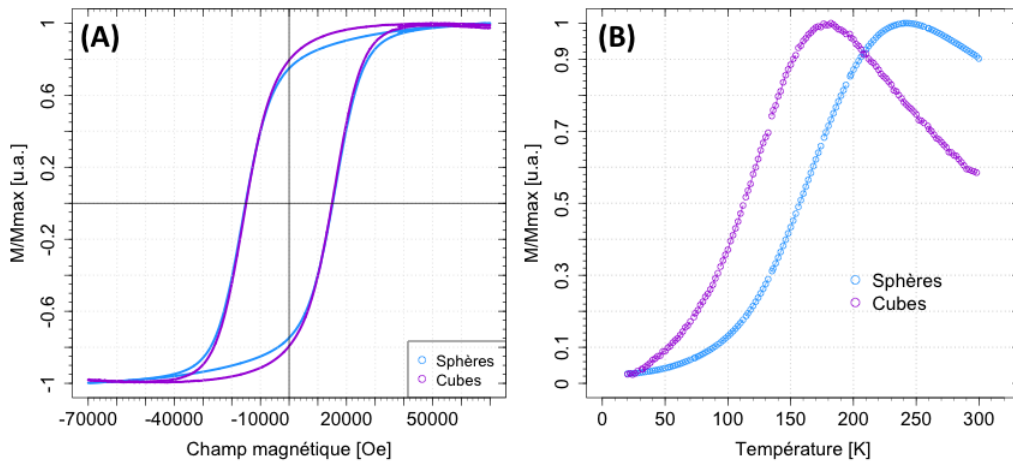 (A)
M/Mmax [u.a.]
1
0.6
0.2
-0.2
-0.6
-1
-70000
-40000
-10000
20000
50000
Champ magnétique [Oe]
Sphères
Cubes
(B)
M/Mmax [u.a.]
0.9
0.7
0.5
0.3
0.1
0
0
50
100
150
200
250
300
Température [K]
Sphères
Cubes